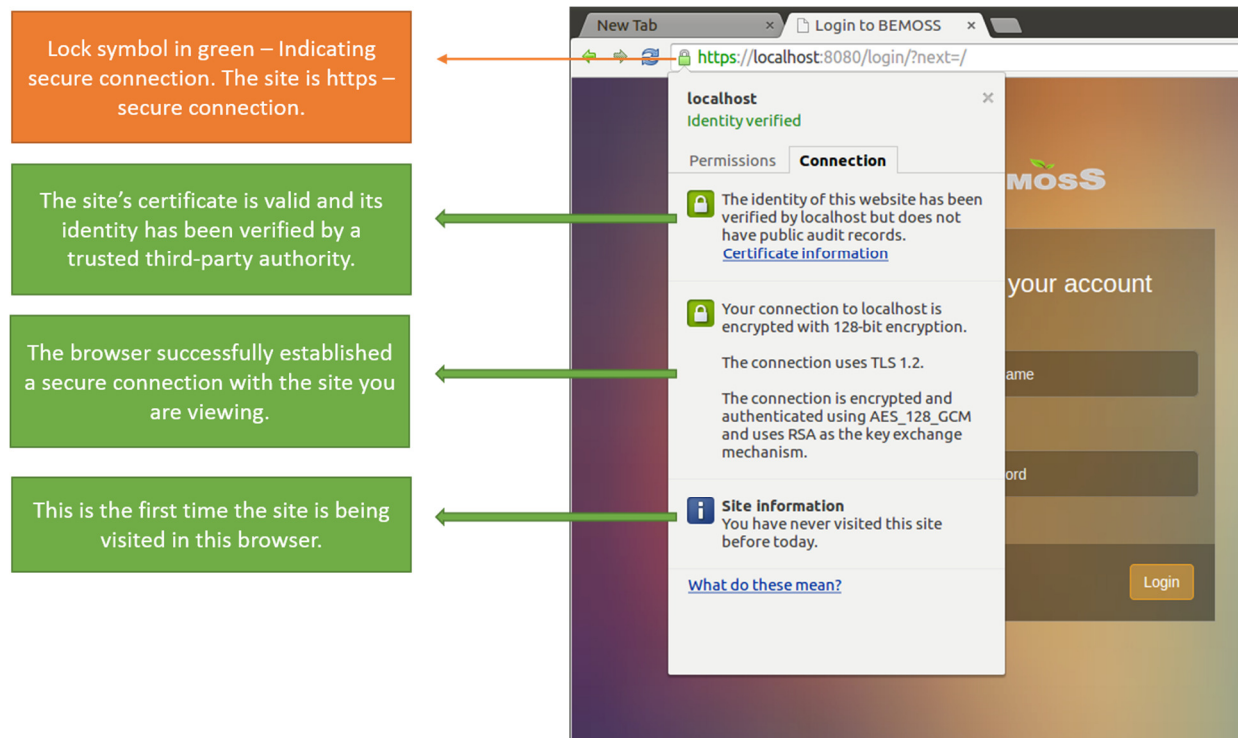 Lock symbol in green – Indicating
secure connection. The site is https –
secure connection.
The site's certificate is valid and its
identity has been verified by a
trusted third-party authority.
The browser successfully established
a secure connection with the site you
are viewing.
This is the first time the site is being
visited in this browser.
New Tab
Login to BEMOSS
https://localhost:8080/login/?next=/
localhost
Identity verified
Permissions Connection
The identity of this website has been
verified by localhost but does not
have public audit records.
Certificate information
Your connection to localhost is
encrypted with 128-bit encryption.
The connection uses TLS 1.2.
The connection is encrypted and
authenticated using AES_128_GCM
and uses RSA as the key exchange
mechanism.
Site information
You have never visited this site
before today.
What do these mean?
MOSS
your account
ame
ord
Login